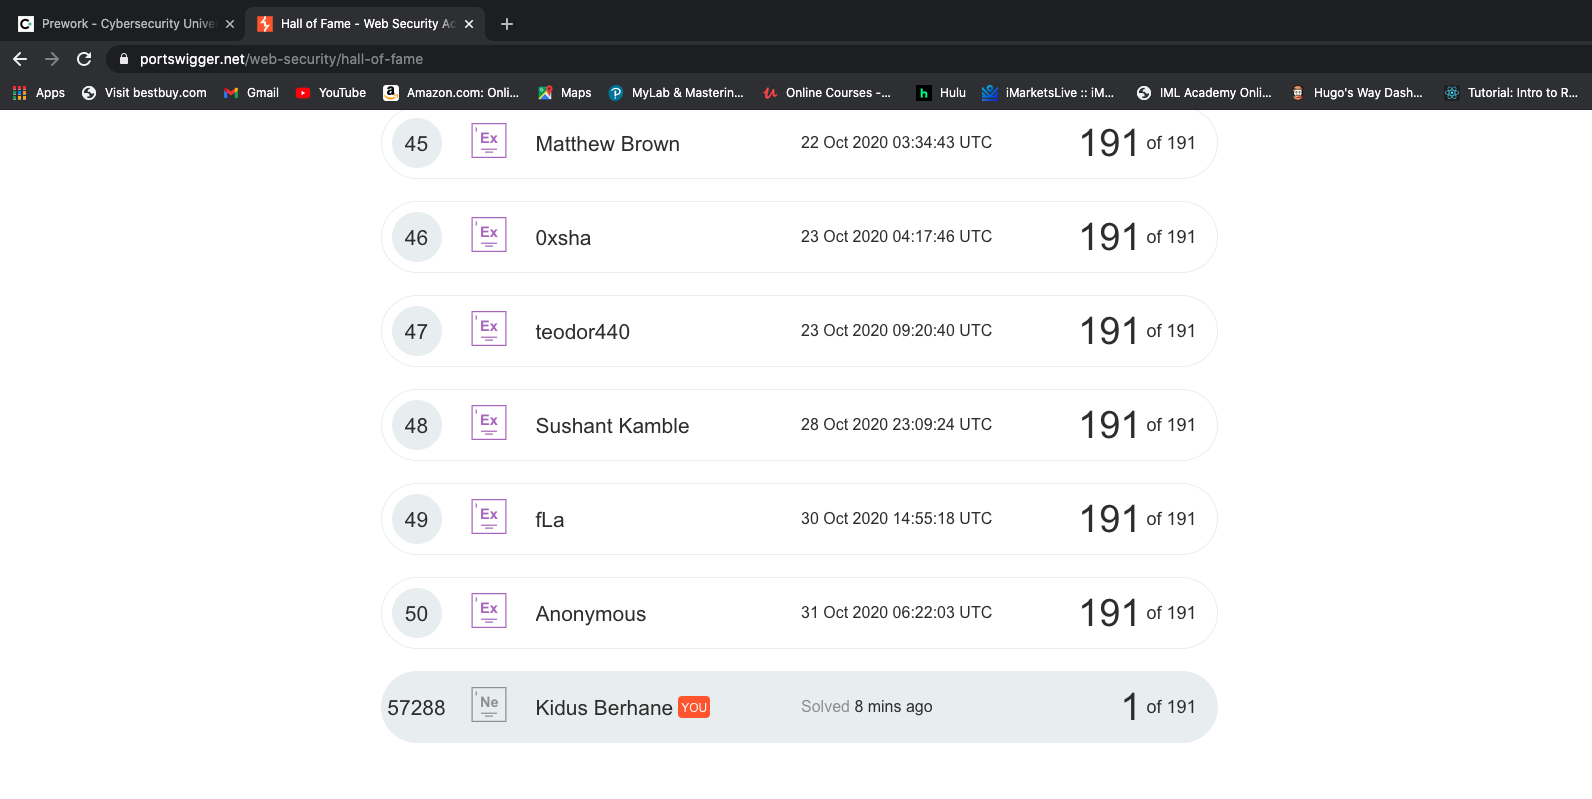 Prework - Cybersecurity Unive
Hall of Fame - Web Security Ac
portswigger.net/web-security/hall-of-fame
Apps Visit bestbuy.com Gmail YouTube Amazon.com: Onli... Maps MyLab & Masterin... Online Courses -... Hulu iMarketsLive :: iM... IML Academy Onli... Hugo's Way Dash... Tutorial: Intro to R...
45 Ex Matthew Brown 22 Oct 2020 03:34:43 UTC 191 of 191
46 Ex 0xsha 23 Oct 2020 04:17:46 UTC 191 of 191
47 Ex teodor440 23 Oct 2020 09:20:40 UTC 191 of 191
48 Ex Sushant Kamble 28 Oct 2020 23:09:24 UTC 191 of 191
49 Ex fLa 30 Oct 2020 14:55:18 UTC 191 of 191
50 Ex Anonymous 31 Oct 2020 06:22:03 UTC 191 of 191
57288 Ne Kidus Berhane YOU Solved 8 mins ago 1 of 191